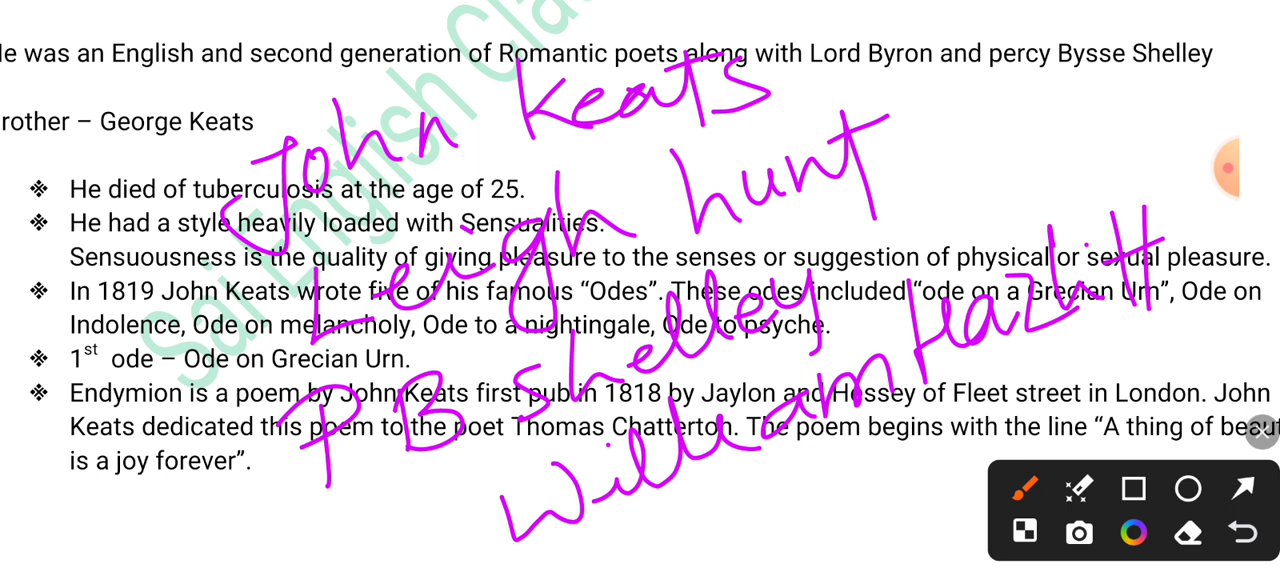 He was an English and second generation of Romantic poets along with Lord Byron and percy Bysse Shelley
rother – George Keats
❖ He died of tuberculosis at the age of 25.
❖ He had a style heavily loaded with Sensualities.
Sensuousness is the quality of giving pleasure to the senses or suggestion of physical or sexual pleasure.
❖ In 1819 John Keats wrote five of his famous “Odes”. These odes included “ode on a Grecian Urn”, Ode on
Indolence, Ode on melancholy, Ode to a nightingale, Ode to psyche.
❖ 1st ode – Ode on Grecian Urn.
❖ Endymion is a poem by John Keats first pub in 1818 by Jaylon and Hessey of Fleet street in London. John
Keats dedicated this poem to the poet Thomas Chatterton. The poem begins with the line “A thing of beaut
is a joy forever”.
John Keats
Leigh hunt
P B Shelley
William Hazlitt
Sai English Cla